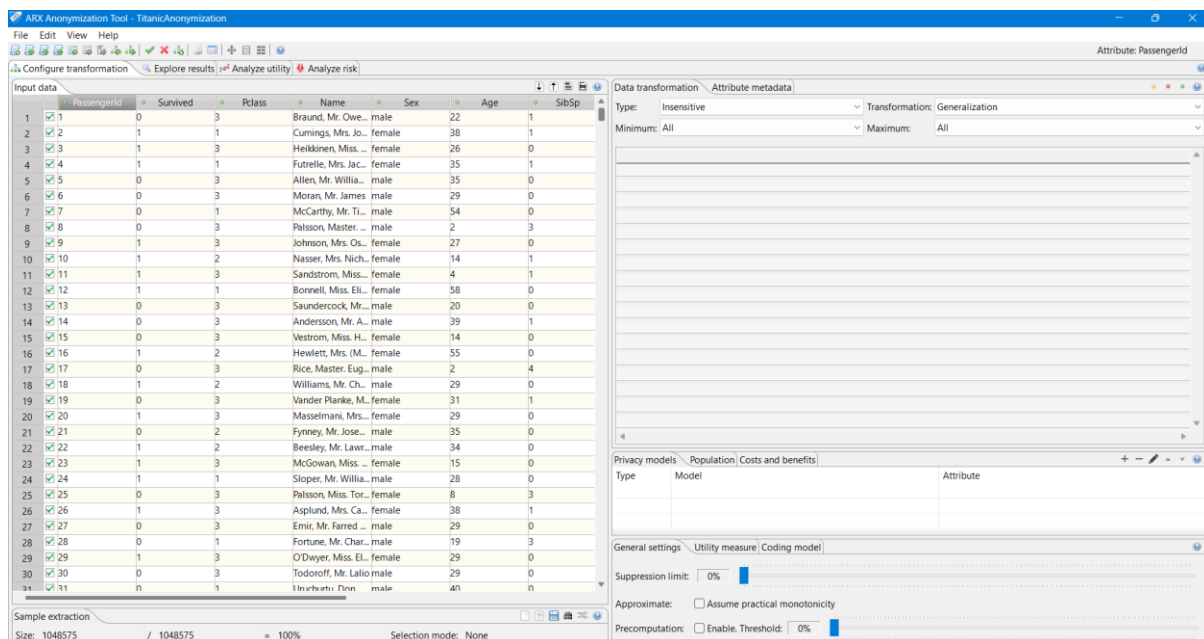 ARX Anonymization Tool - TitanicAnonymization
File Edit View Help
Attribute: PassengerId
Configure transformation Explore results Analyze utility Analyze risk
Input data
PassengerId Survived Pclass Name Sex Age SibSp
1 1 0 3 Braund, Mr. Owe... male 22 1
2 2 1 1 Cumings, Mrs. Jo... female 38 1
3 3 1 3 Heikkinen, Miss. ... female 26 0
4 4 1 1 Futrelle, Mrs. Jac... female 35 1
5 5 0 3 Allen, Mr. Willia... male 35 0
6 6 0 3 Moran, Mr. James male 29 0
7 7 0 1 McCarthy, Mr. Ti... male 54 0
8 8 0 3 Palsson, Master. ... male 2 3
9 9 1 3 Johnson, Mrs. Os... female 27 0
10 10 1 2 Nasser, Mrs. Nich... female 14 1
11 11 1 3 Sandstrom, Miss.... female 4 1
12 12 1 1 Bonnell, Miss. Eli... female 58 0
13 13 0 3 Saundercock, Mr.... male 20 0
14 14 0 3 Andersson, Mr. A... male 39 1
15 15 0 3 Vestrom, Miss. H... female 14 0
16 16 1 2 Hewlett, Mrs. (M... female 55 0
17 17 0 3 Rice, Master. Eug... male 2 4
18 18 1 2 Williams, Mr. Ch... male 29 0
19 19 0 3 Vander Planke, M... female 31 1
20 20 1 3 Masselmani, Mrs.... female 29 0
21 21 0 2 Fynney, Mr. Jose... male 35 0
22 22 1 2 Beesley, Mr. Lawr... male 34 0
23 23 1 3 McGowan, Miss. ... female 15 0
24 24 1 1 Sloper, Mr. Willia... male 28 0
25 25 0 3 Palsson, Miss. Tor... female 8 3
26 26 1 3 Asplund, Mrs. Ca... female 38 1
27 27 0 3 Emir, Mr. Farred ... male 29 0
28 28 0 1 Fortune, Mr. Char... male 19 3
29 29 1 3 O'Dwyer, Miss. El... female 29 0
30 30 0 3 Todoroff, Mr. Lalio male 29 0
31 31 0 1 Uruchurtu, Don. ... male 40 0
Sample extraction
Size: 1048575 / 1048575 = 100% Selection mode: None
Data transformation Attribute metadata
Type: Insensitive Transformation: Generalization
Minimum: All Maximum: All
Privacy models Population Costs and benefits
Type Model Attribute
General settings Utility measure Coding model
Suppression limit: 0%
Approximate: Assume practical monotonicity
Precomputation: Enable. Threshold: 0%